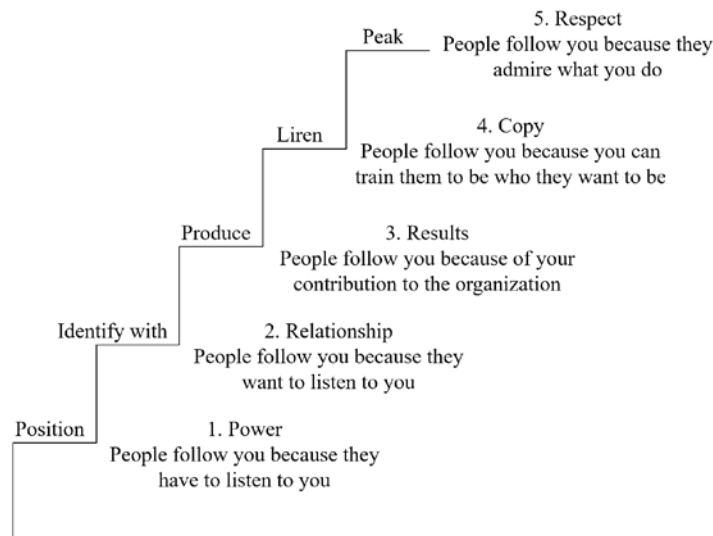 Peak
5. Respect
People follow you because they
admire what you do
Liren
4. Copy
People follow you because you can
train them to be who they want to be
Produce
3. Results
People follow you because of your
contribution to the organization
Identify with
2. Relationship
People follow you because they
want to listen to you
Position
1. Power
People follow you because they
have to listen to you